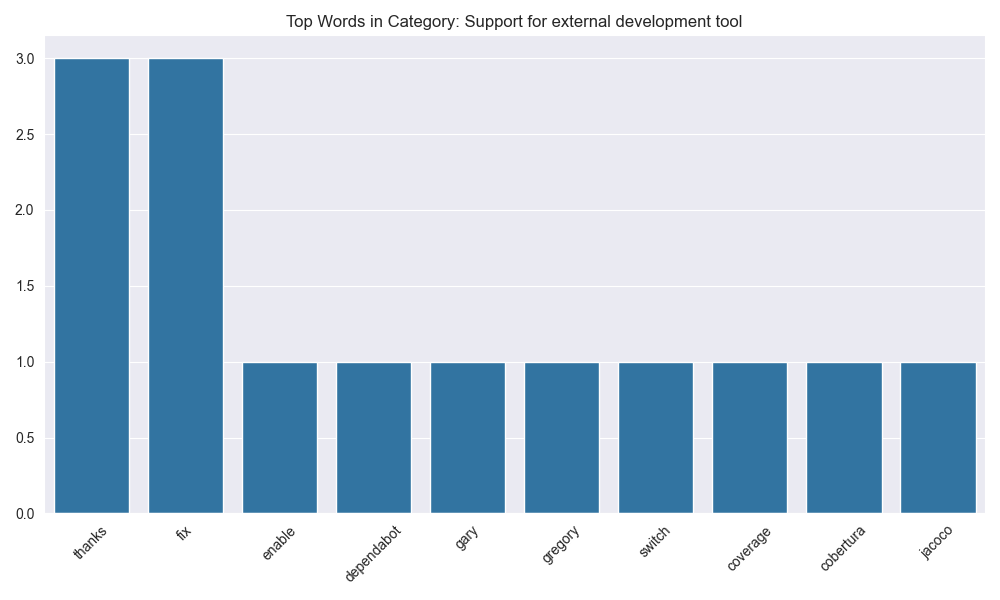 Top Words in Category: Support for external development tool
3.0
2.5
2.0
1.5
1.0
0.5
0.0
thanks
fix
enable
dependabot
gary
gregory
switch
coverage
cobertura
jacoco